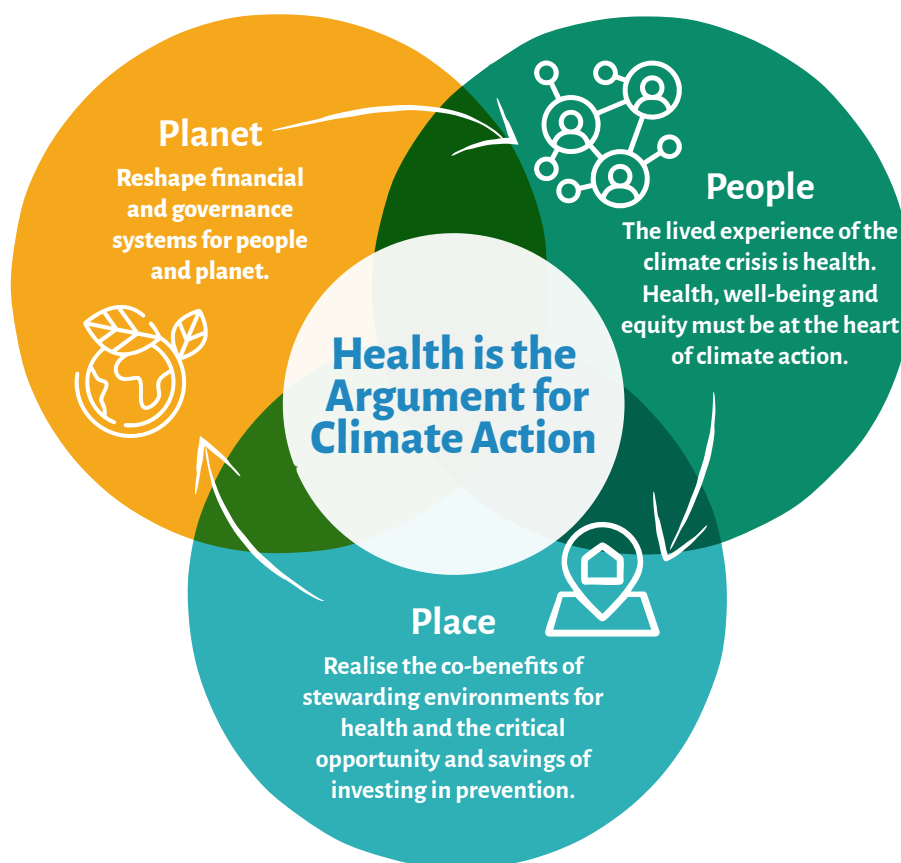 Planet
Reshape financial
and governance
systems for people
and planet.
People
The lived experience of the
climate crisis is health.
Health, well-being and
equity must be at the heart
of climate action.
Health is the
Argument for
Climate Action
Place
Realise the co-benefits of
stewarding environments for
health and the critical
opportunity and savings of
investing in prevention.